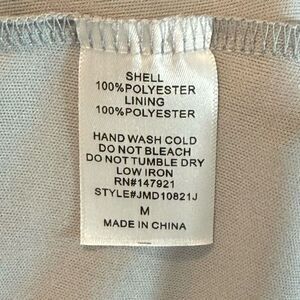 SHELL
100%POLYESTER
LINING
100%POLYESTER
HAND WASH COLD
DO NOT BLEACH
DO NOT TUMBLE DRY
LOW IRON
RN#147921
STYLE#JMD10821J
M
MADE IN CHINA